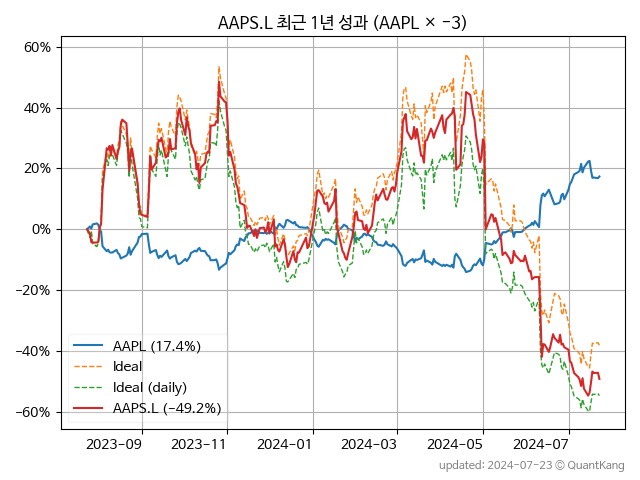 AAPS.L 최근 1년 성과 (AAPL × −3)
60%
40%
20%
0%
−20%
−40%
−60%
AAPL (17.4%)
Ideal
Ideal (daily)
AAPS.L (−49.2%)
2023-09
2023-11
2024-01
2024-03
2024-05
2024-07
updated: 2024-07-23 ⓒ QuantKang